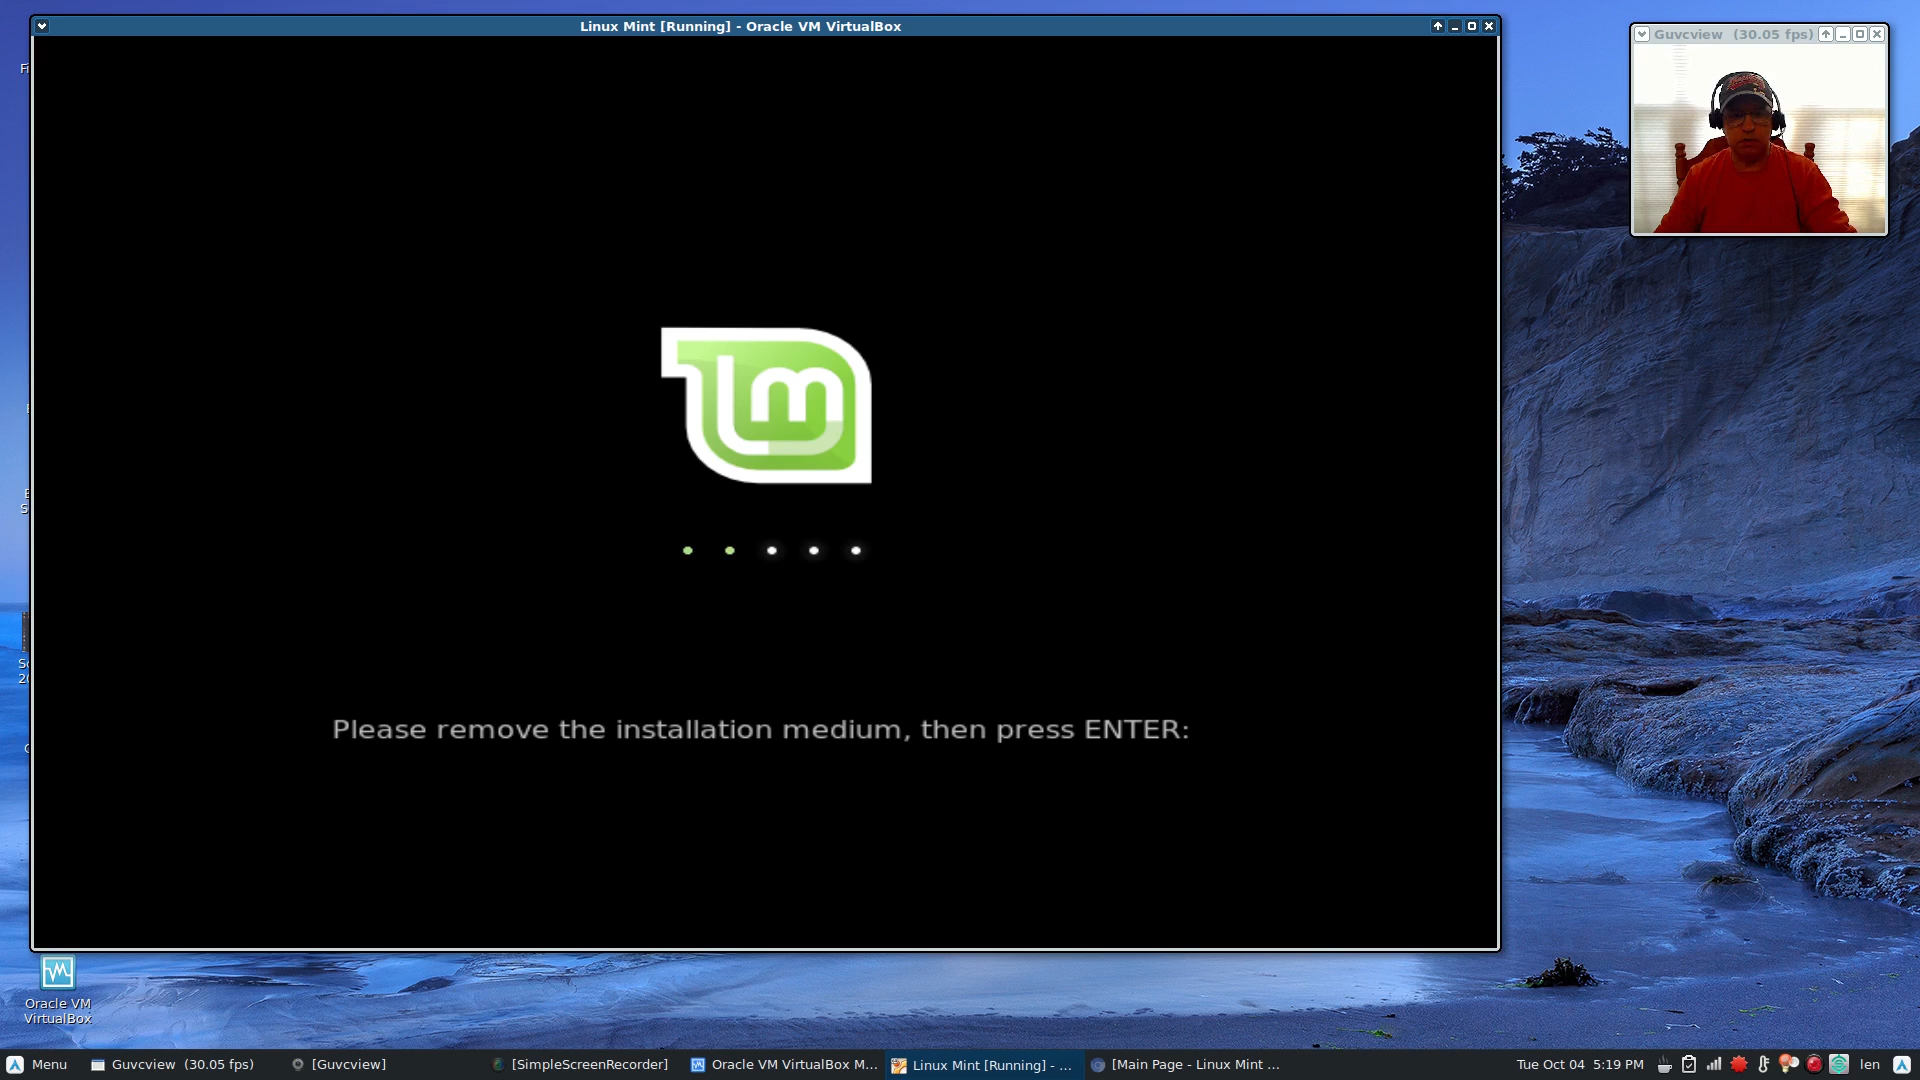 Linux Mint [Running] - Oracle VM VirtualBox
Guvcview (30.05 fps)
Fi
lm
Please remove the installation medium, then press ENTER:
Oracle VM
VirtualBox
Menu
Guvcview (30.05 fps)
[Guvcview]
[SimpleScreenRecorder]
Oracle VM VirtualBox M...
Linux Mint [Running] - ...
[Main Page - Linux Mint ...
Tue Oct 04 5:19 PM
len